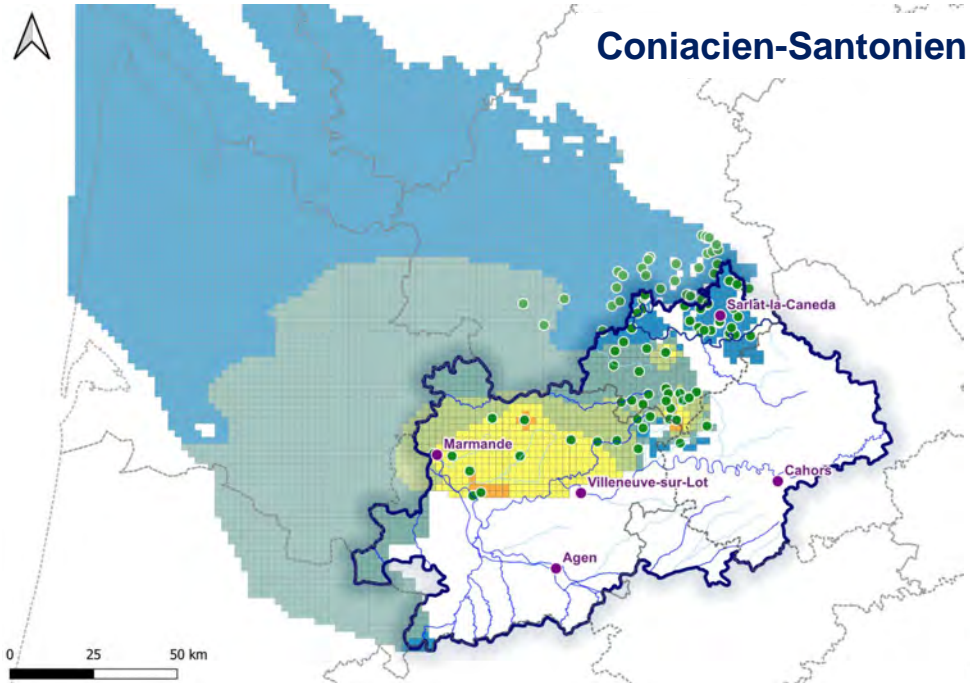 Coniacien-Santonien
Sarlat-la-Caneda
Marmande
Cahors
Villeneuve-sur-Lot
Agen
0 25 50 km